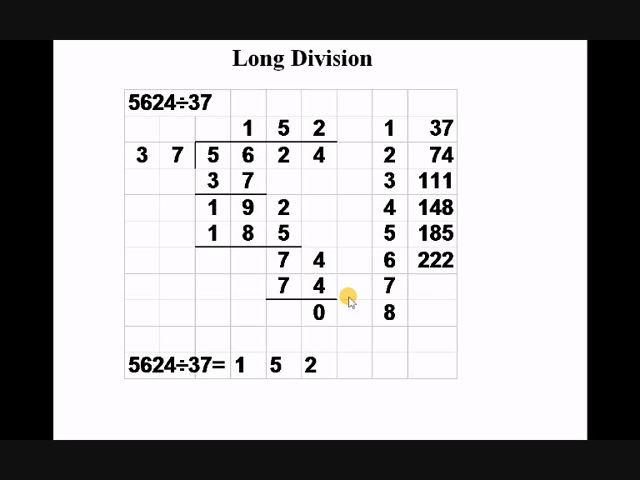 Long Division
5624÷37
1 5 2 1 37
3 7 5 6 2 4 2 74
3 7 3 111
1 9 2 4 148
1 8 5 5 185
7 4 6 222
7 4 7
0 8
5624÷37= 1 5 2